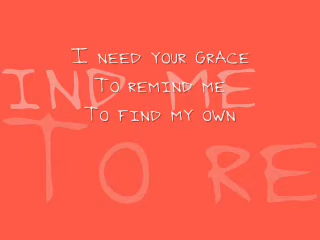 I NEED YOUR GRACE
TO REMIND ME
TO FIND MY OWN
IND ME
TO RE